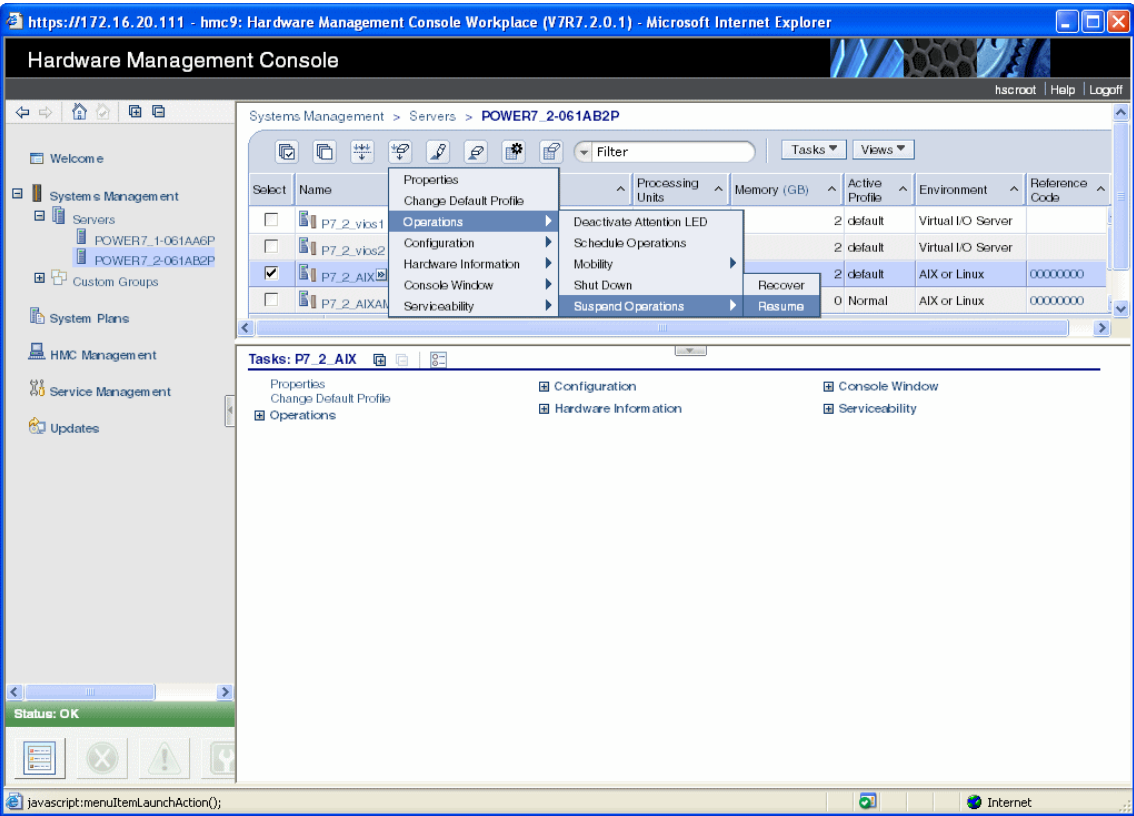 https://172.16.20.111 - hmc9: Hardware Management Console Workplace (V7R7.2.0.1) - Microsoft Internet Explorer
Hardware Management Console
hscroot | Help | Logoff
Systems Management > Servers > POWER7_2-061AB2P
Welcome
Systems Management
Servers
POWER7_1-061AA6P
POWER7_2-061AB2P
Custom Groups
System Plans
HMC Management
Service Management
Updates
Filter
Tasks
Views
Select Name Processing Units Memory (GB) Active Profile Environment Reference Code
P7_2_vios1 2 default Virtual I/O Server
P7_2_vios2 2 default Virtual I/O Server
P7_2_AIX 2 default AIX or Linux 00000000
P7_2_AIXAM 0 Normal AIX or Linux 00000000
Properties
Change Default Profile
Operations
Configuration
Hardware Information
Console Window
Serviceability
Deactivate Attention LED
Schedule Operations
Mobility
Shut Down
Suspend Operations
Recover
Resume
Tasks: P7_2_AIX
Properties
Change Default Profile
Operations
Configuration
Hardware Information
Console Window
Serviceability
Status: OK
javascript:menuItemLaunchAction();
Internet